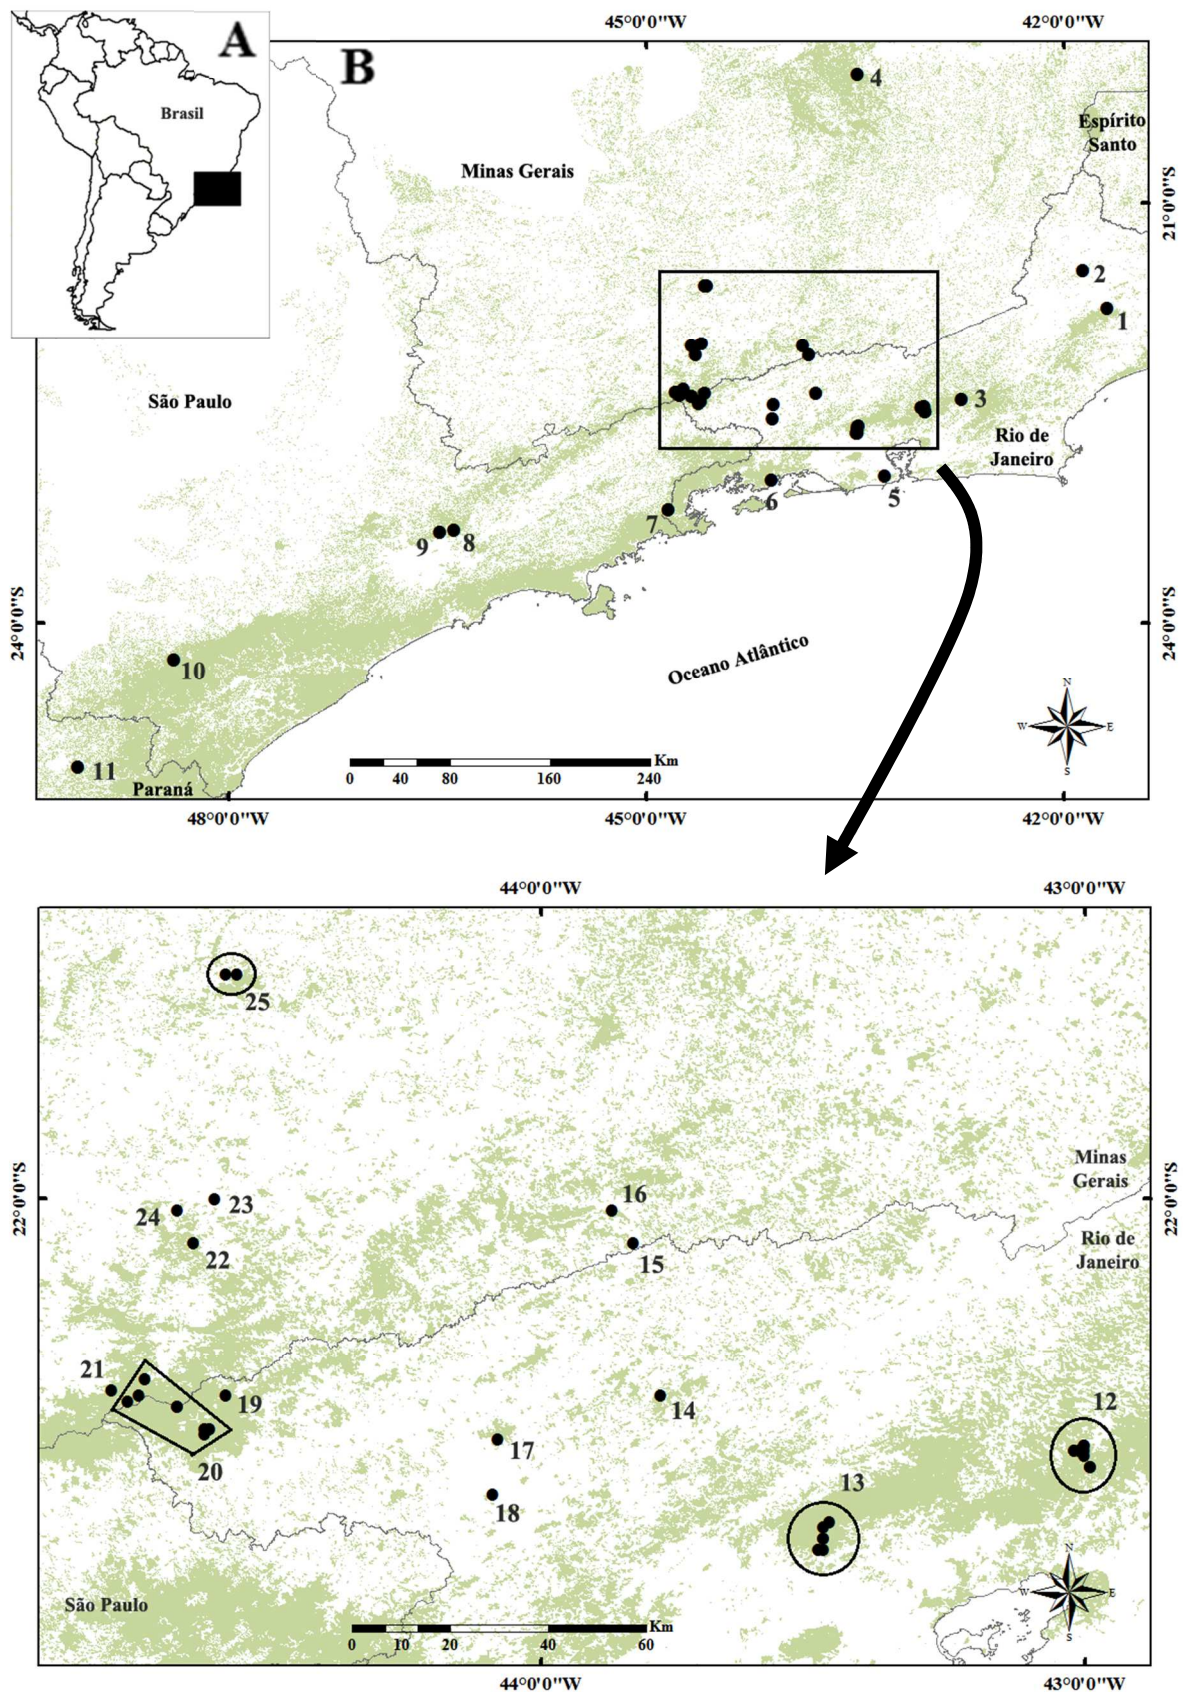 A
Brasil
B
45°0'0"W
42°0'0"W
4
Espírito
Santo
Minas Gerais
21°0'0"S
2
1
São Paulo
3
Rio de
Janeiro
5
6
7
8
9
24°0'0"S
24°0'0"S
Oceano Atlântico
10
N
W
E
S
11
Paraná
Km
0
40
80
160
240
48°0'0"W
45°0'0"W
42°0'0"W
44°0'0"W
43°0'0"W
25
Minas
Gerais
22°0'0"S
22°0'0"S
16
23
24
22
15
Rio de
Janeiro
21
19
14
12
17
20
13
18
N
W
E
S
São Paulo
Km
0
10
20
40
60
44°0'0"W
43°0'0"W